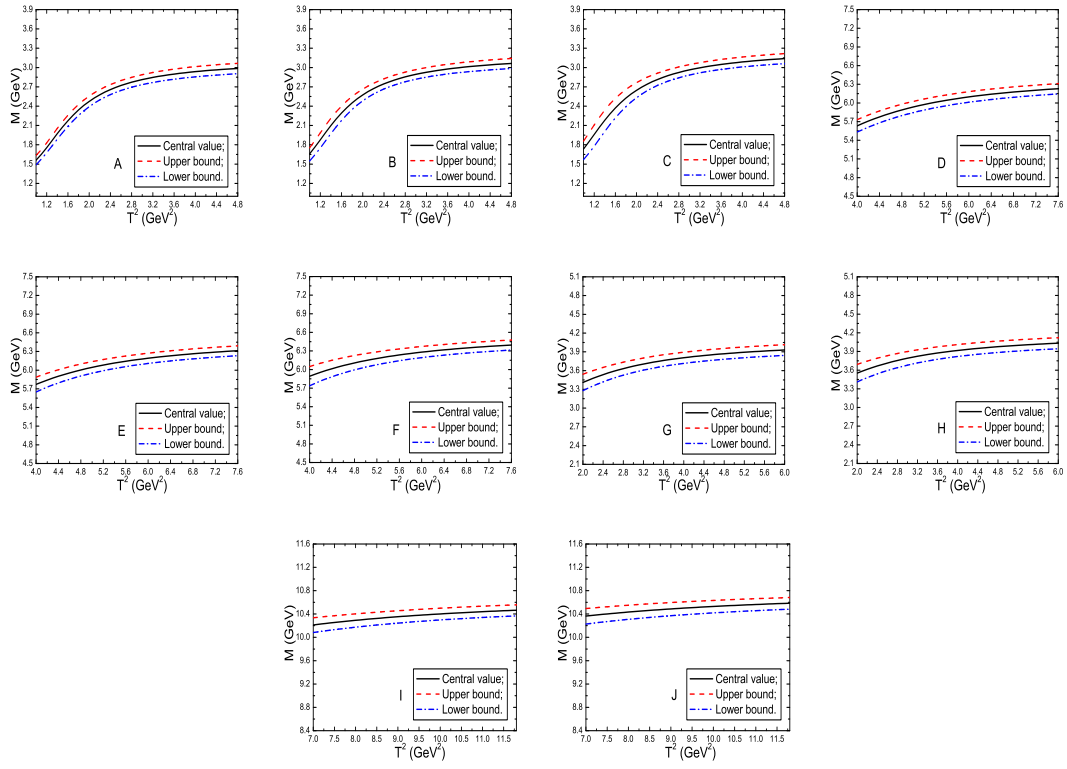 3.9
3.6
3.3
3.0
2.7
2.4
2.1
1.8
1.5
1.2
M (GeV)
A
Central value;
Upper bound;
Lower bound.
1.2 1.6 2.0 2.4 2.8 3.2 3.6 4.0 4.4 4.8
T² (GeV²)
3.9
3.6
3.3
3.0
2.7
2.4
2.1
1.8
1.5
1.2
M (GeV)
B
Central value;
Upper bound;
Lower bound.
1.2 1.6 2.0 2.4 2.8 3.2 3.6 4.0 4.4 4.8
T² (GeV²)
3.9
3.6
3.3
3.0
2.7
2.4
2.1
1.8
1.5
1.2
M (GeV)
C
Central value;
Upper bound;
Lower bound.
1.2 1.6 2.0 2.4 2.8 3.2 3.6 4.0 4.4 4.8
T² (GeV²)
7.5
7.2
6.9
6.6
6.3
6.0
5.7
5.4
5.1
4.8
4.5
M (GeV)
D
Central value;
Upper bound;
Lower bound.
4.0 4.4 4.8 5.2 5.6 6.0 6.4 6.8 7.2 7.6
T² (GeV²)
7.5
7.2
6.9
6.6
6.3
6.0
5.7
5.4
5.1
4.8
4.5
M (GeV)
E
Central value;
Upper bound;
Lower bound.
4.0 4.4 4.8 5.2 5.6 6.0 6.4 6.8 7.2 7.6
T² (GeV²)
7.5
7.2
6.9
6.6
6.3
6.0
5.7
5.4
5.1
4.8
4.5
M (GeV)
F
Central value;
Upper bound;
Lower bound.
4.0 4.4 4.8 5.2 5.6 6.0 6.4 6.8 7.2 7.6
T² (GeV²)
5.1
4.8
4.5
4.2
3.9
3.6
3.3
3.0
2.7
2.4
2.1
M (GeV)
G
Central value;
Upper bound;
Lower bound.
2.0 2.4 2.8 3.2 3.6 4.0 4.4 4.8 5.2 5.6 6.0
T² (GeV²)
5.1
4.8
4.5
4.2
3.9
3.6
3.3
3.0
2.7
2.4
2.1
M (GeV)
H
Central value;
Upper bound;
Lower bound.
2.0 2.4 2.8 3.2 3.6 4.0 4.4 4.8 5.2 5.6 6.0
T² (GeV²)
11.6
11.2
10.8
10.4
10.0
9.6
9.2
8.8
8.4
M (GeV)
I
Central value;
Upper bound;
Lower bound.
7.0 7.5 8.0 8.5 9.0 9.5 10.0 10.5 11.0 11.5
T² (GeV²)
11.6
11.2
10.8
10.4
10.0
9.6
9.2
8.8
8.4
M (GeV)
J
Central value;
Upper bound;
Lower bound.
7.0 7.5 8.0 8.5 9.0 9.5 10.0 10.5 11.0 11.5
T² (GeV²)